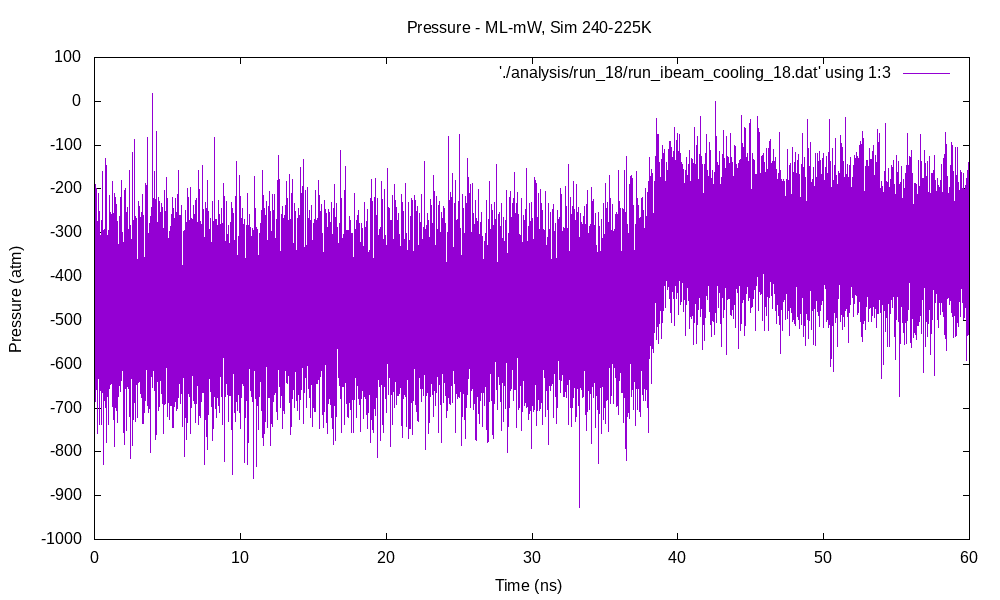 Pressure - ML-mW, Sim 240-225K
'./analysis/run_18/run_ibeam_cooling_18.dat' using 1:3
100
0
-100
-200
-300
-400
-500
-600
-700
-800
-900
-1000
Pressure (atm)
0 10 20 30 40 50 60
Time (ns)